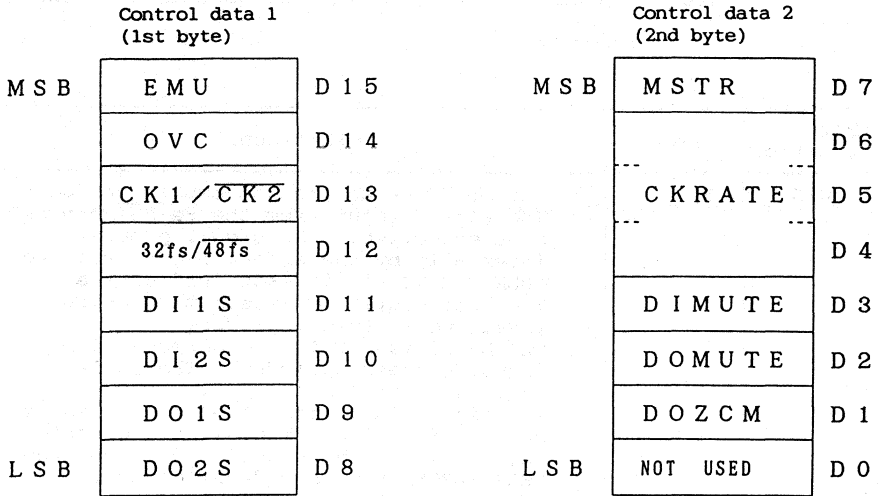 Control data 1
(1st byte)
MSB EMU D15
OVC D14
CK1/CK2 D13
32fs/48fs D12
DI1S D11
DI2S D10
DO1S D9
LSB DO2S D8
Control data 2
(2nd byte)
MSB MSTR D7
D6
CKRATE D5
D4
DIMUTE D3
DOMUTE D2
DOZCM D1
LSB NOT USED D0